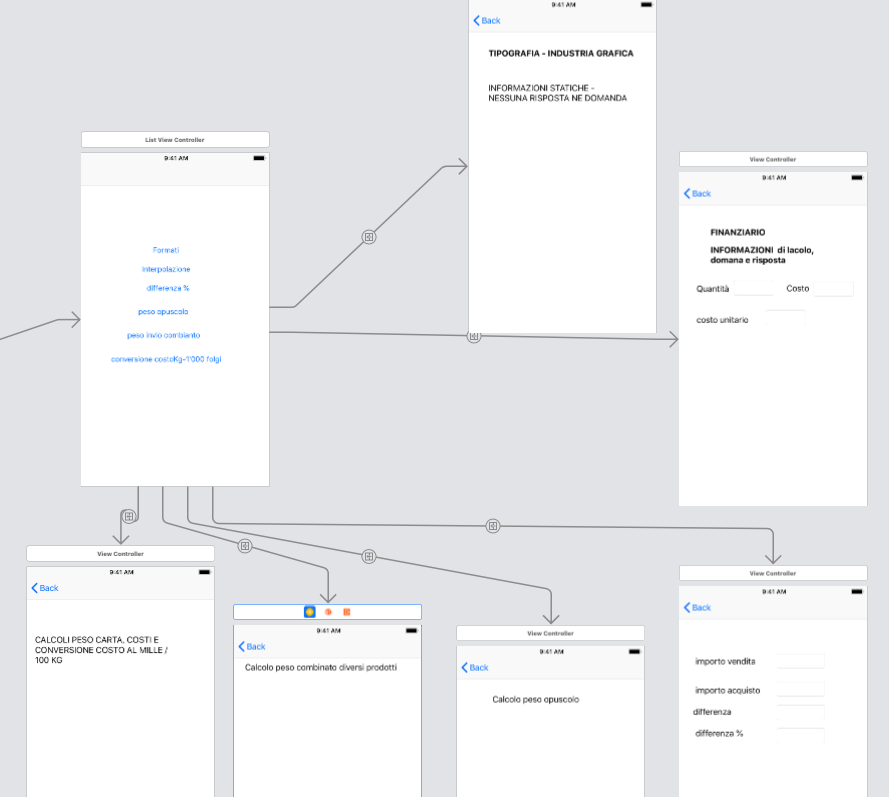 9:41 AM
Back
TIPOGRAFIA - INDUSTRIA GRAFICA
INFORMAZIONI STATICHE -
NESSUNA RISPOSTA NE DOMANDA
List View Controller
9:41 AM
Formati
Interpolazione
differenza %
peso opuscolo
peso invio combianto
conversione costoKg-1'000 folgi
View Controller
9:41 AM
Back
FINANZIARIO
INFORMAZIONI di lacolo,
domana e risposta
Quantità
Costo
costo unitario
View Controller
9:41 AM
Back
CALCOLI PESO CARTA, COSTI E
CONVERSIONE COSTO AL MILLE /
100 KG
9:41 AM
Back
Calcolo peso combinato diversi prodotti
View Controller
9:41 AM
Back
Calcolo peso opuscolo
View Controller
9:41 AM
Back
importo vendita
importo acquisto
differenza
differenza %